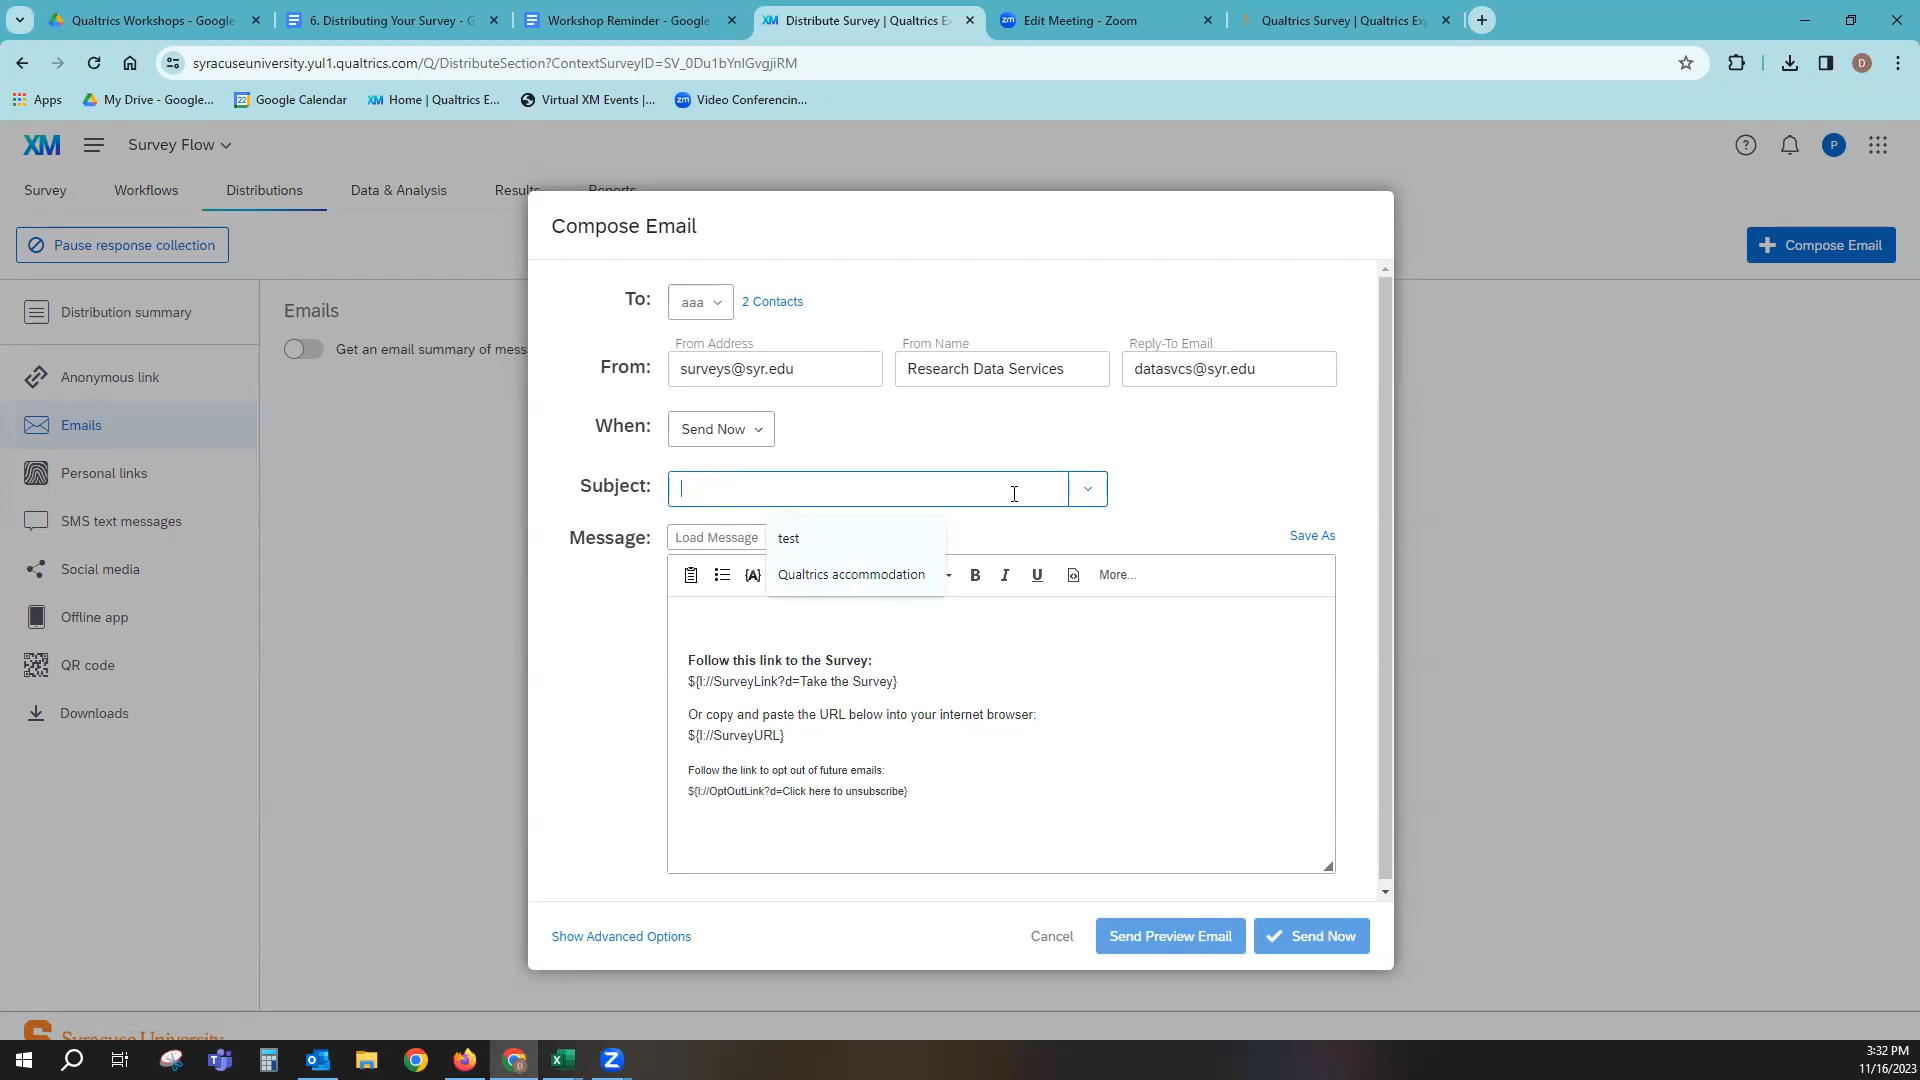 Qualtrics Workshops - Google
6. Distributing Your Survey - G
Workshop Reminder - Google
XM Distribute Survey | Qualtrics Ex
zm Edit Meeting - Zoom
Qualtrics Survey | Qualtrics Exp
syracuseuniversity.yul1.qualtrics.com/Q/DistributeSection?ContextSurveyID=SV_0Du1bYnlGvgjiRM
D
Apps
My Drive - Google...
22 Google Calendar
XM Home | Qualtrics E...
Virtual XM Events |...
zm Video Conferencin...
XM
Survey Flow
P
Survey
Workflows
Distributions
Data & Analysis
Results
Reports
Pause response collection
Compose Email
Distribution summary
Anonymous link
Emails
Personal links
SMS text messages
Social media
Offline app
QR code
Downloads
Emails
Get an email summary of mess
Compose Email
To:
aaa
2 Contacts
From:
From Address
surveys@syr.edu
From Name
Research Data Services
Reply-To Email
datasvcs@syr.edu
When:
Send Now
Subject:
test
Qualtrics accommodation
Message:
Load Message
Save As
{A}
B
I
U
More...
Follow this link to the Survey:
${l://SurveyLink?d=Take the Survey}
Or copy and paste the URL below into your internet browser:
${l://SurveyURL}
Follow the link to opt out of future emails:
${l://OptOutLink?d=Click here to unsubscribe}
Show Advanced Options
Cancel
Send Preview Email
Send Now
Syracuse University
3:32 PM
11/16/2023